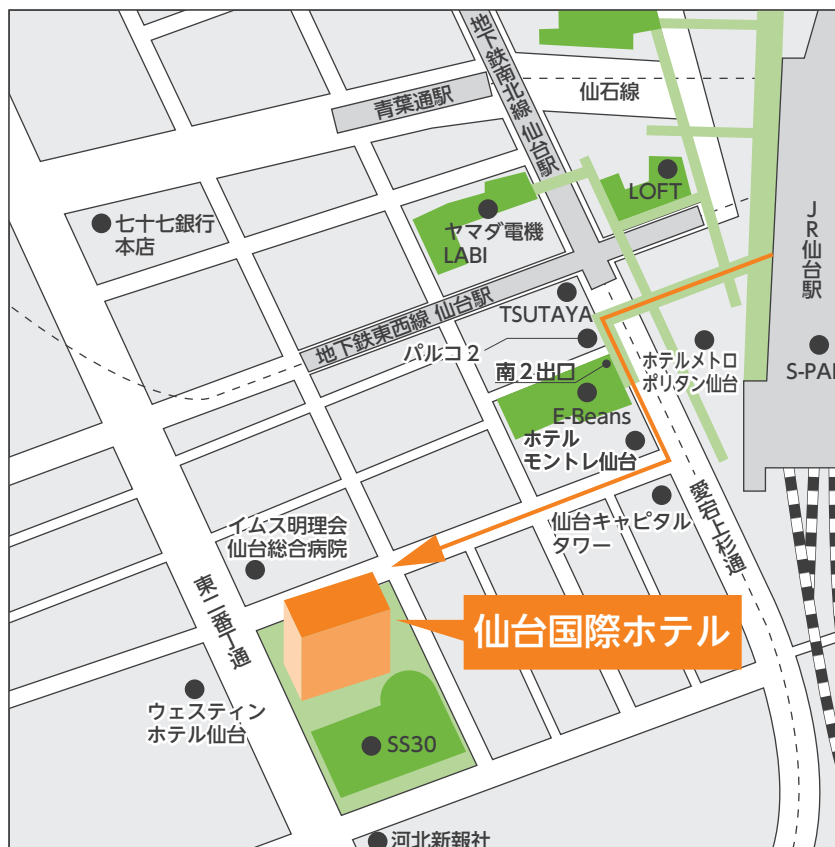 地下鉄南北線 仙台駅
青葉通駅
仙石線
LOFT
JR仙台駅
七十七銀行
本店
ヤマダ電機
LABI
地下鉄東西線 仙台駅
TSUTAYA
パルコ2
ホテルメトロ
ポリタン仙台
S-PAL
南2出口
E-Beans
ホテル
モントレ仙台
愛宕上杉通
仙台キャピタル
タワー
イムス明理会
仙台総合病院
東二番丁通
仙台国際ホテル
ウェスティン
ホテル仙台
SS30
河北新報社